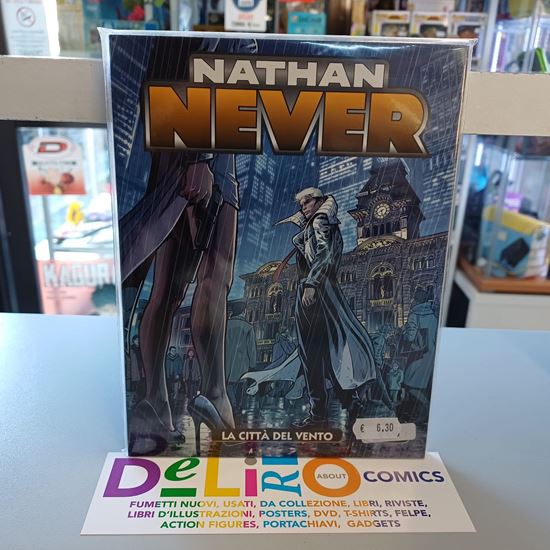 NATHAN
NEVER
KAGUR
LA CITTÀ DEL VENTO
€ 6,30
DeLiRiO ABOUT COMICS
FUMETTI NUOVI, USATI, DA COLLEZIONE, LIBRI, RIVISTE,
LIBRI D'ILLUSTRAZIONI, POSTERS, DVD, T-SHIRTS, FELPE,
ACTION FIGURES, PORTACHIAVI, GADGETS